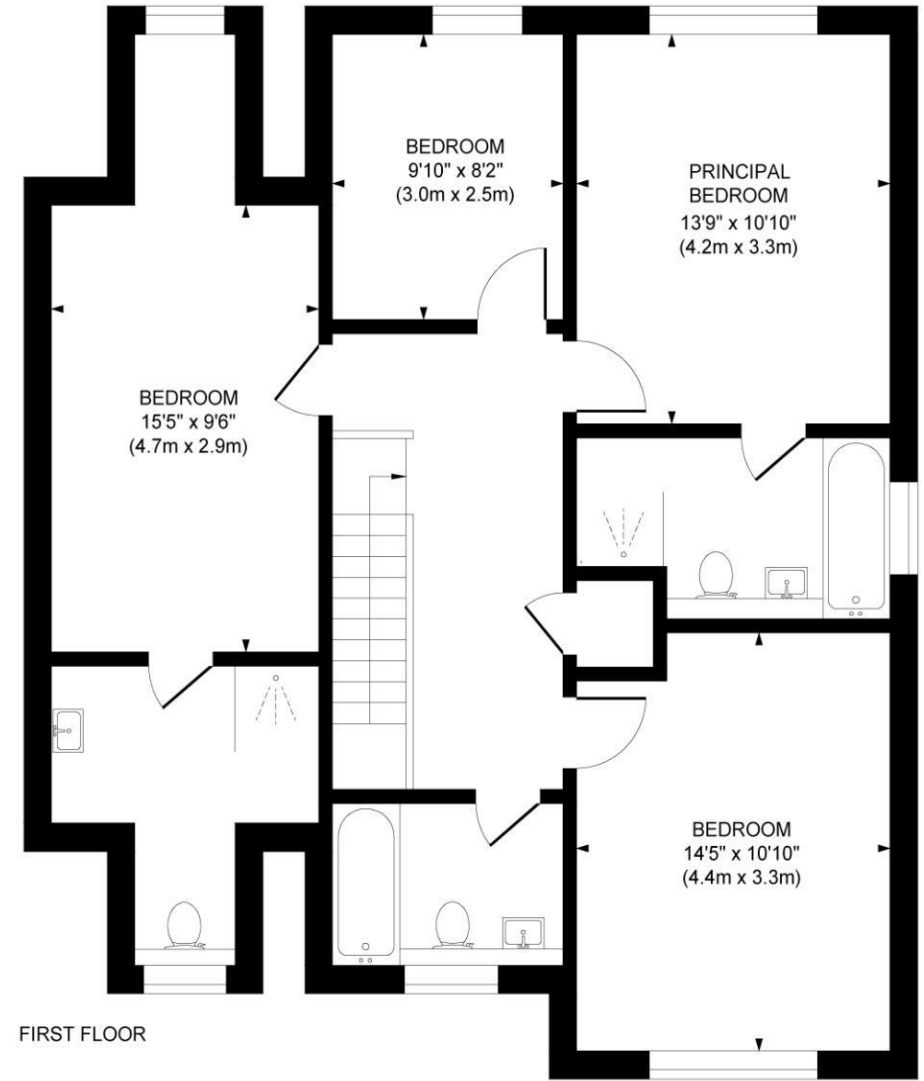 BEDROOM
9'10" x 8'2"
(3.0m x 2.5m)
PRINCIPAL
BEDROOM
13'9" x 10'10"
(4.2m x 3.3m)
BEDROOM
15'5" x 9'6"
(4.7m x 2.9m)
BEDROOM
14'5" x 10'10"
(4.4m x 3.3m)
FIRST FLOOR